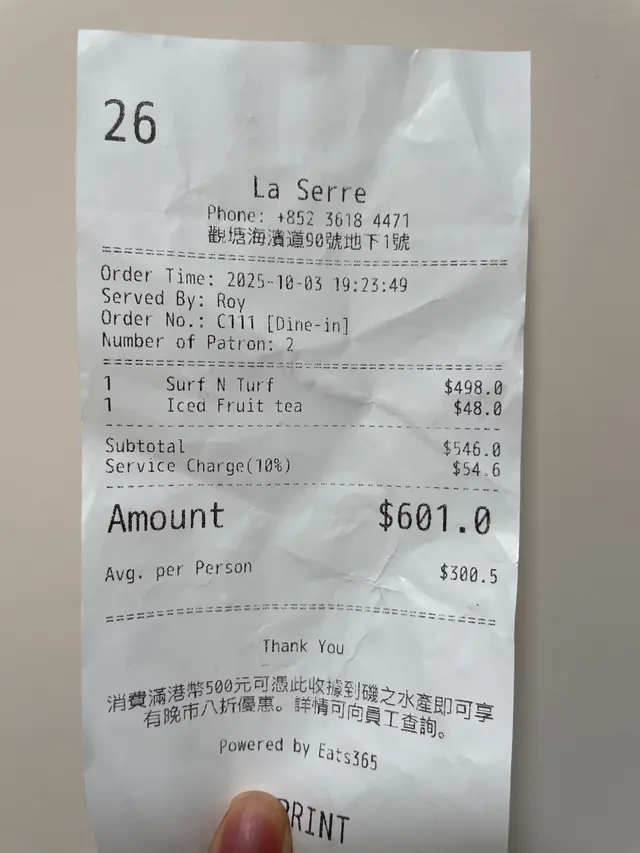 26
La Serre
Phone: +852 3618 4471
觀塘海濱道90號地下1號
Order Time: 2025-10-03 19:23:49
Served By: Roy
Order No.: C111 [Dine-in]
Number of Patron: 2
1 Surf N Turf $498.0
1 Iced Fruit tea $48.0
Subtotal $546.0
Service Charge(10%) $54.6
Amount $601.0
Avg. per Person $300.5
Thank You
消費滿港幣500元可憑此收據到磯之水產即可享
有晚市八折優惠。詳情可向員工查詢。
Powered by Eats365
PRINT